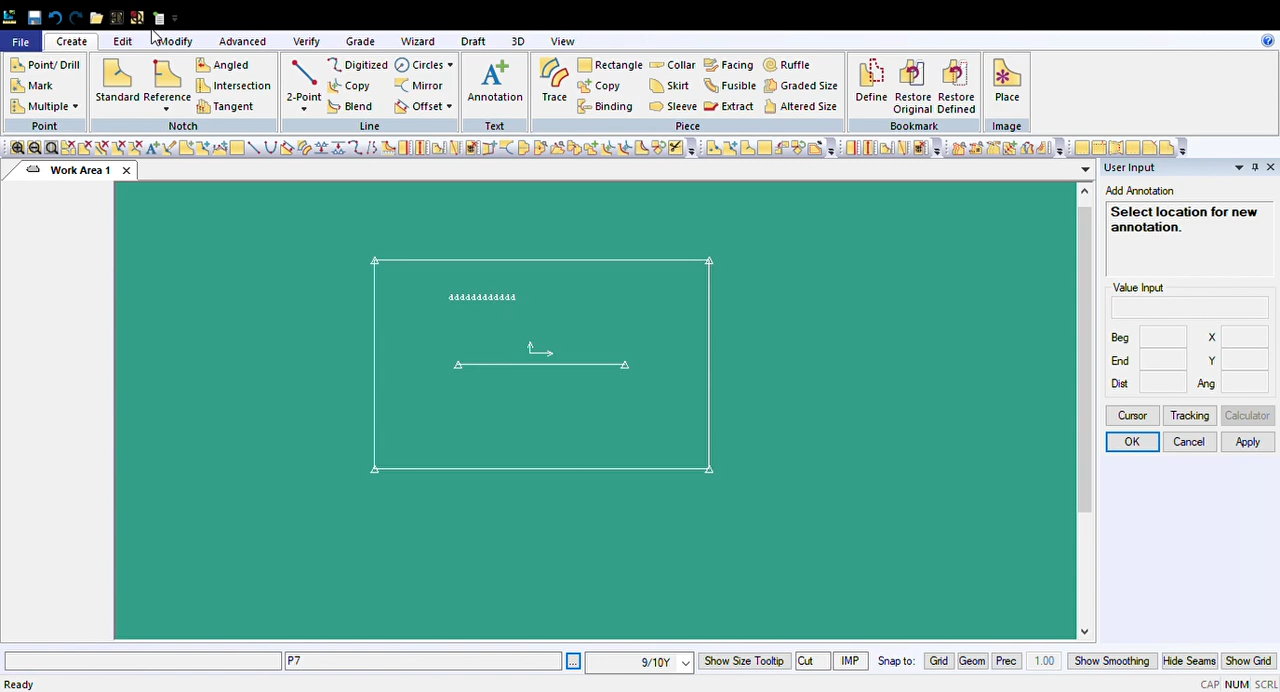 File Create Edit Modify Advanced Verify Grade Wizard Draft 3D View
Point/ Drill Angled Digitized Circles Rectangle Collar Facing Ruffle
Mark Intersection Copy Mirror Copy Skirt Fusible Graded Size
Multiple Tangent Blend Offset Binding Sleeve Extract Altered Size
Standard Reference 2-Point Annotation Trace Define Restore Original Restore Defined Place
Point Notch Line Text Piece Bookmark Image
Work Area 1
User Input
Add Annotation
Select location for new
annotation.
Value Input
Beg X
End Y
Dist Ang
Cursor Tracking Calculator
OK Cancel Apply
dddddddddddd
P7 ... 9/10Y Show Size Tooltip Cut IMP Snap to: Grid Geom Prec 1.00 Show Smoothing Hide Seams Show Grid
Ready CAP NUM SCRL